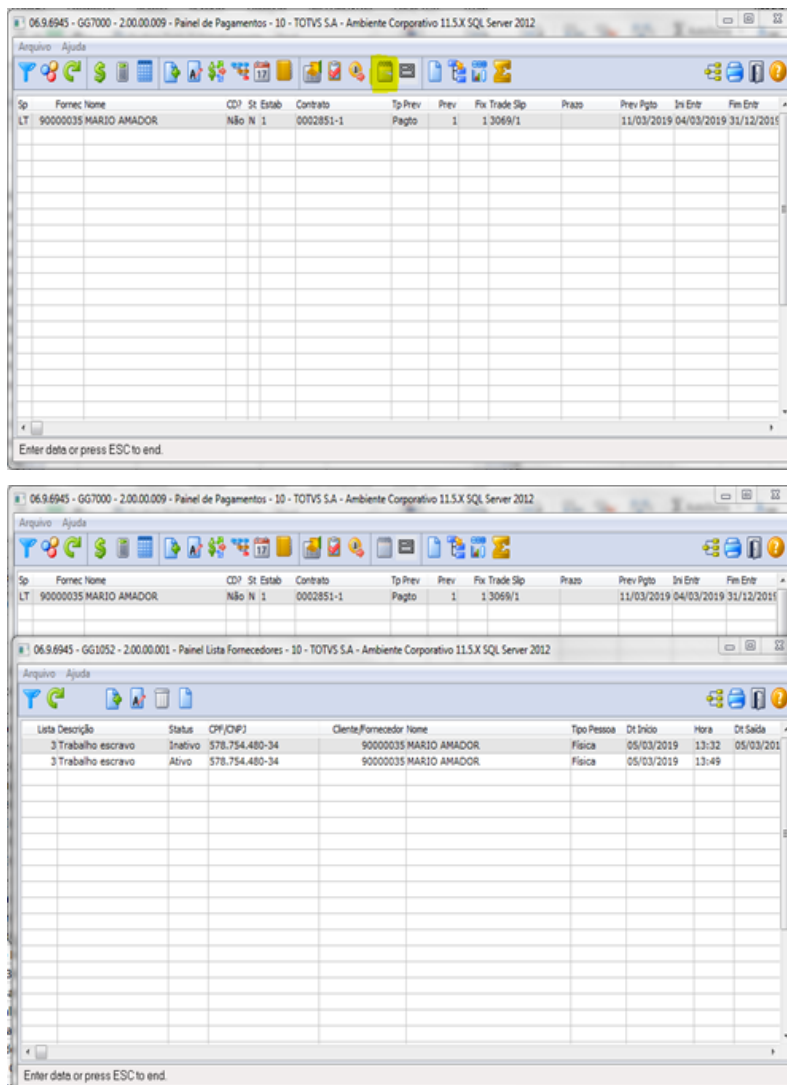 06.9.6945 - GG7000 - 2.00.00.009 - Painel de Pagamentos - 10 - TOTVS S.A - Ambiente Corporativo 11.5.X SQL Server 2012
Arquivo Ajuda
17
Sp Fornec Nome CD? St Estab Contrato Tp Prev Prev Fix Trade Slip Prazo Prev Pgto Ini Entr Fim Entr
LT 90000035 MARIO AMADOR Não N 1 0002851-1 Pagto 1 1 3069/1 11/03/2019 04/03/2019 31/12/2019
Enter data or press ESC to end.
06.9.6945 - GG7000 - 2.00.00.009 - Painel de Pagamentos - 10 - TOTVS S.A - Ambiente Corporativo 11.5.X SQL Server 2012
Arquivo Ajuda
17
Sp Fornec Nome CD? St Estab Contrato Tp Prev Prev Fix Trade Slip Prazo Prev Pgto Ini Entr Fim Entr
LT 90000035 MARIO AMADOR Não N 1 0002851-1 Pagto 1 1 3069/1 11/03/2019 04/03/2019 31/12/2019
06.9.6945 - GG1052 - 2.00.00.001 - Painel Lista Fornecedores - 10 - TOTVS S.A - Ambiente Corporativo 11.5.X SQL Server 2012
Arquivo Ajuda
Lista Descrição Status CPF/CNPJ Cliente/Fornecedor Nome Tipo Pessoa Dt Início Hora Dt Saída
3 Trabalho escravo Inativo 578.754.480-34 90000035 MARIO AMADOR Física 05/03/2019 13:32 05/03/201
3 Trabalho escravo Ativo 578.754.480-34 90000035 MARIO AMADOR Física 05/03/2019 13:49
Enter data or press ESC to end.